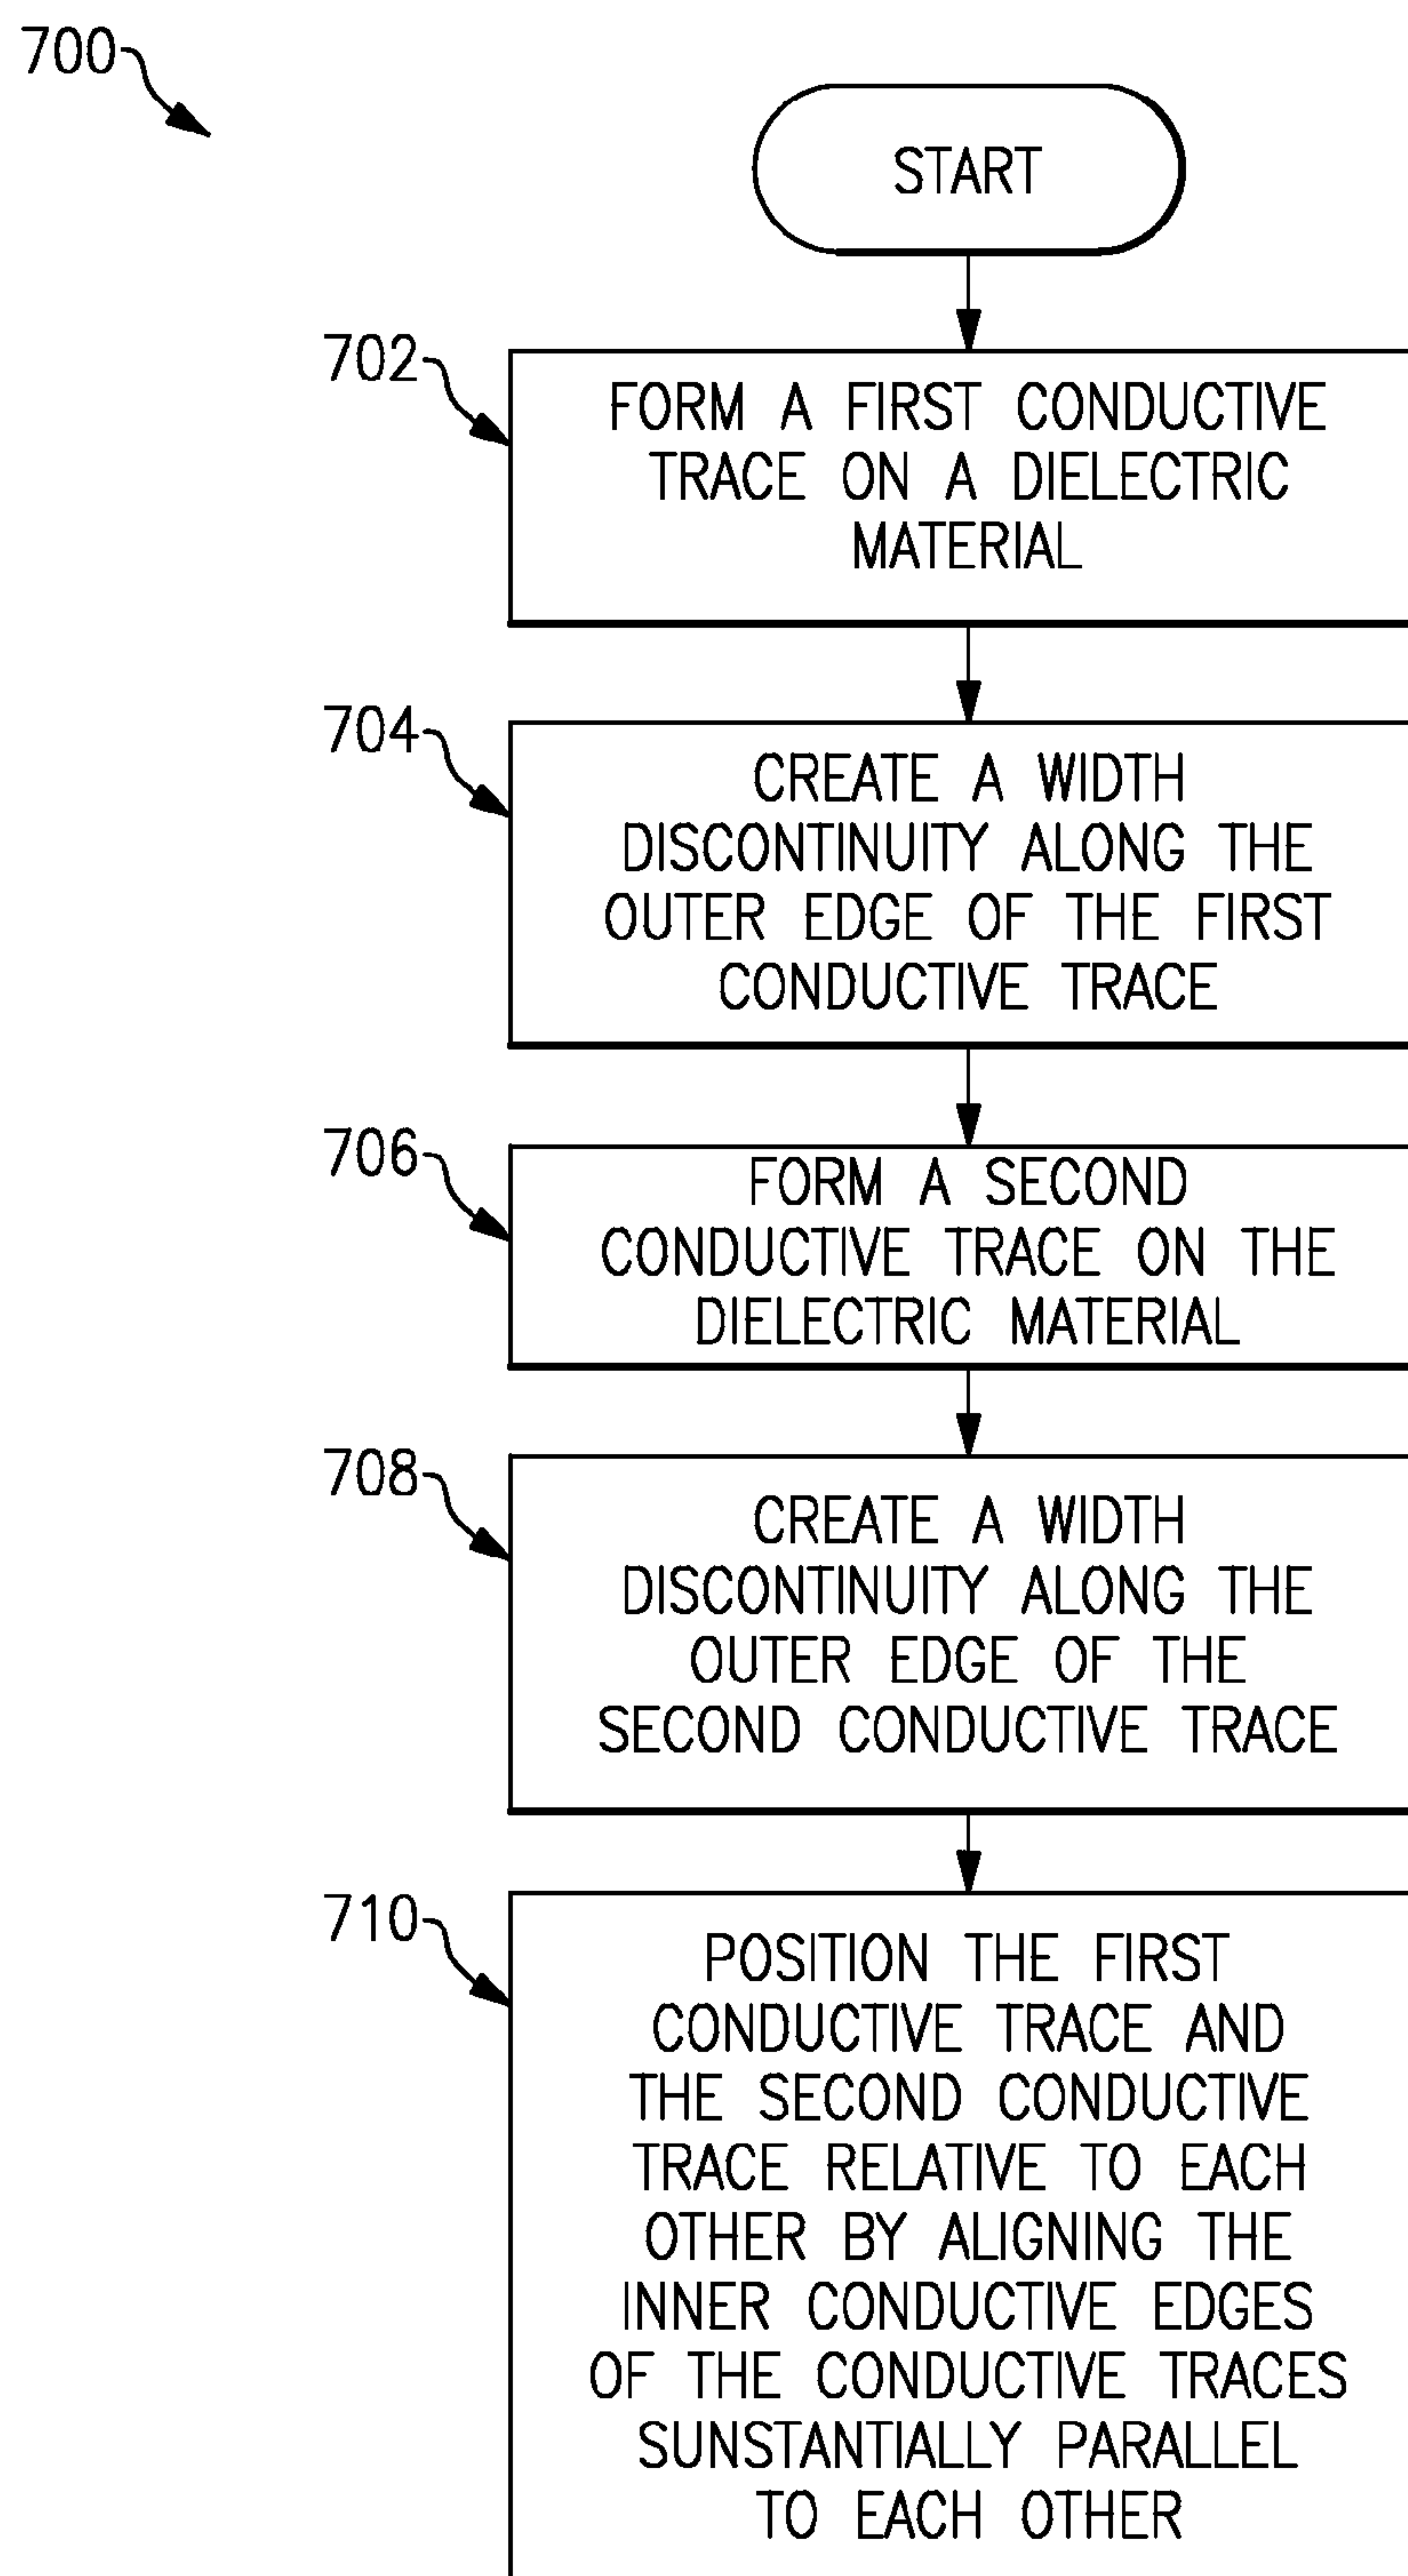 700
START
702
FORM A FIRST CONDUCTIVE
TRACE ON A DIELECTRIC
MATERIAL
704
CREATE A WIDTH
DISCONTINUITY ALONG THE
OUTER EDGE OF THE FIRST
CONDUCTIVE TRACE
706
FORM A SECOND
CONDUCTIVE TRACE ON THE
DIELECTRIC MATERIAL
708
CREATE A WIDTH
DISCONTINUITY ALONG THE
OUTER EDGE OF THE
SECOND CONDUCTIVE TRACE
710
POSITION THE FIRST
CONDUCTIVE TRACE AND
THE SECOND CONDUCTIVE
TRACE RELATIVE TO EACH
OTHER BY ALIGNING THE
INNER CONDUCTIVE EDGES
OF THE CONDUCTIVE TRACES
SUNSTANTIALLY PARALLEL
TO EACH OTHER